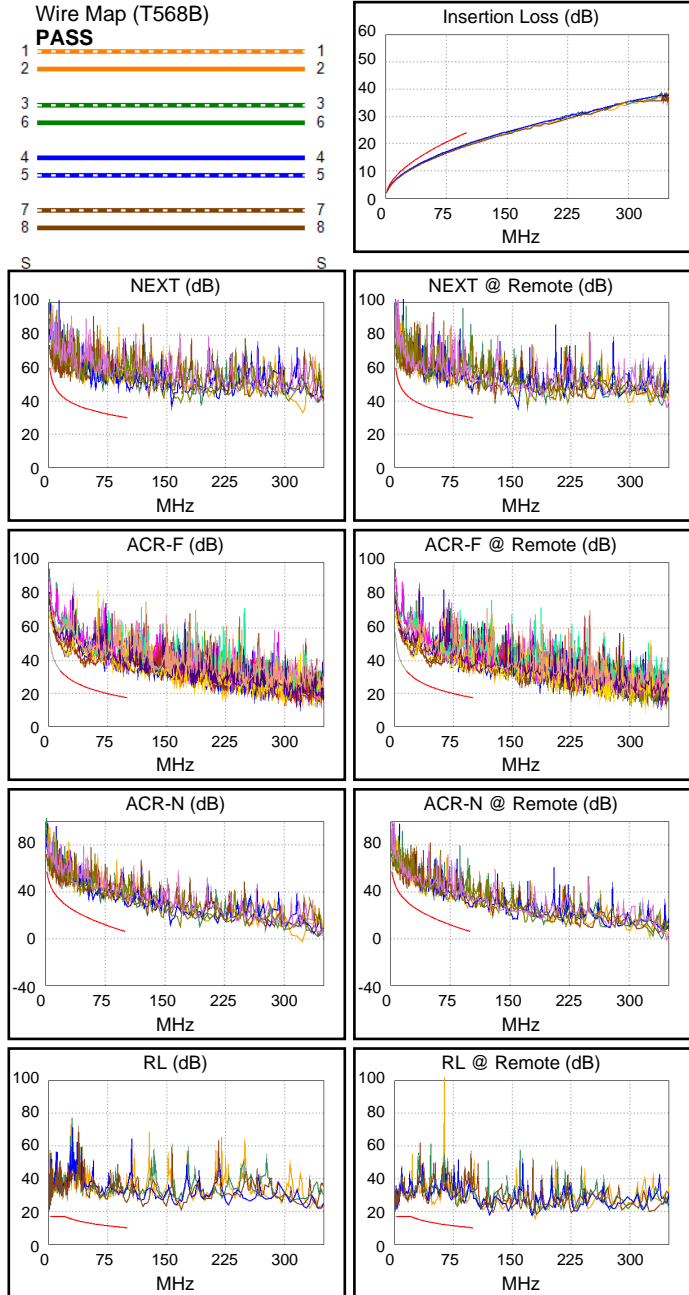 Wire Map (T568B)
PASS
1 1
2 2
3 3
6 6
4 4
5 5
7 7
8 8
S S
Insertion Loss (dB)
60
50
40
30
20
10
0
0 75 150 225 300
MHz
NEXT (dB)
100
80
60
40
20
0
0 75 150 225 300
MHz
NEXT @ Remote (dB)
100
80
60
40
20
0
0 75 150 225 300
MHz
ACR-F (dB)
100
80
60
40
20
0
0 75 150 225 300
MHz
ACR-F @ Remote (dB)
100
80
60
40
20
0
0 75 150 225 300
MHz
ACR-N (dB)
80
40
0
-40
0 75 150 225 300
MHz
ACR-N @ Remote (dB)
80
40
0
-40
0 75 150 225 300
MHz
RL (dB)
100
80
60
40
20
0
0 75 150 225 300
MHz
RL @ Remote (dB)
100
80
60
40
20
0
0 75 150 225 300
MHz